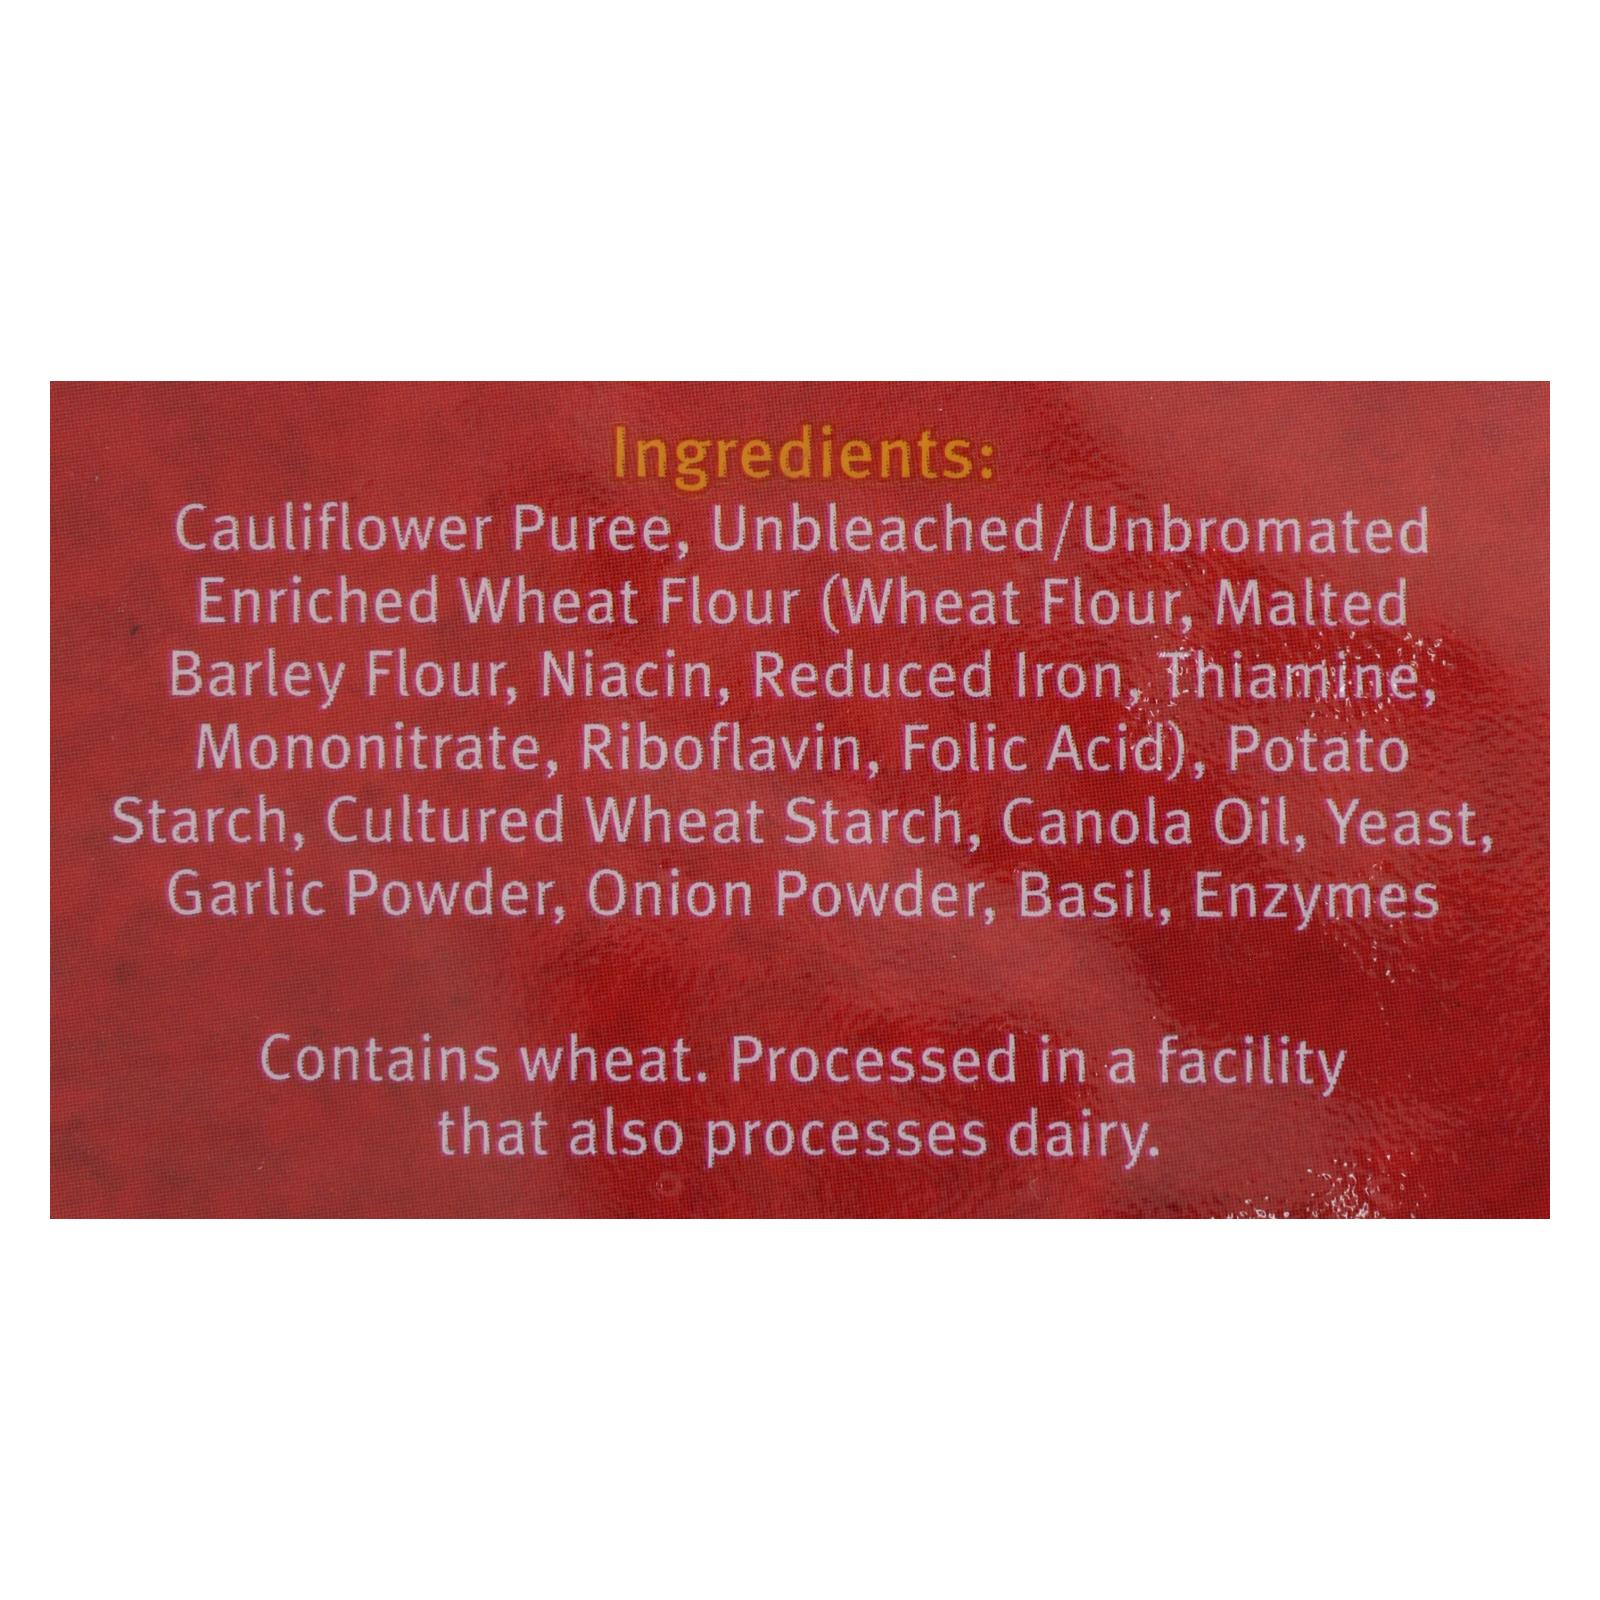 Ingredients:
Cauliflower Puree, Unbleached/Unbromated
Enriched Wheat Flour (Wheat Flour, Malted
Barley Flour, Niacin, Reduced Iron, Thiamine,
Mononitrate, Riboflavin, Folic Acid), Potato
Starch, Cultured Wheat Starch, Canola Oil, Yeast,
Garlic Powder, Onion Powder, Basil, Enzymes
Contains wheat. Processed in a facility
that also processes dairy.